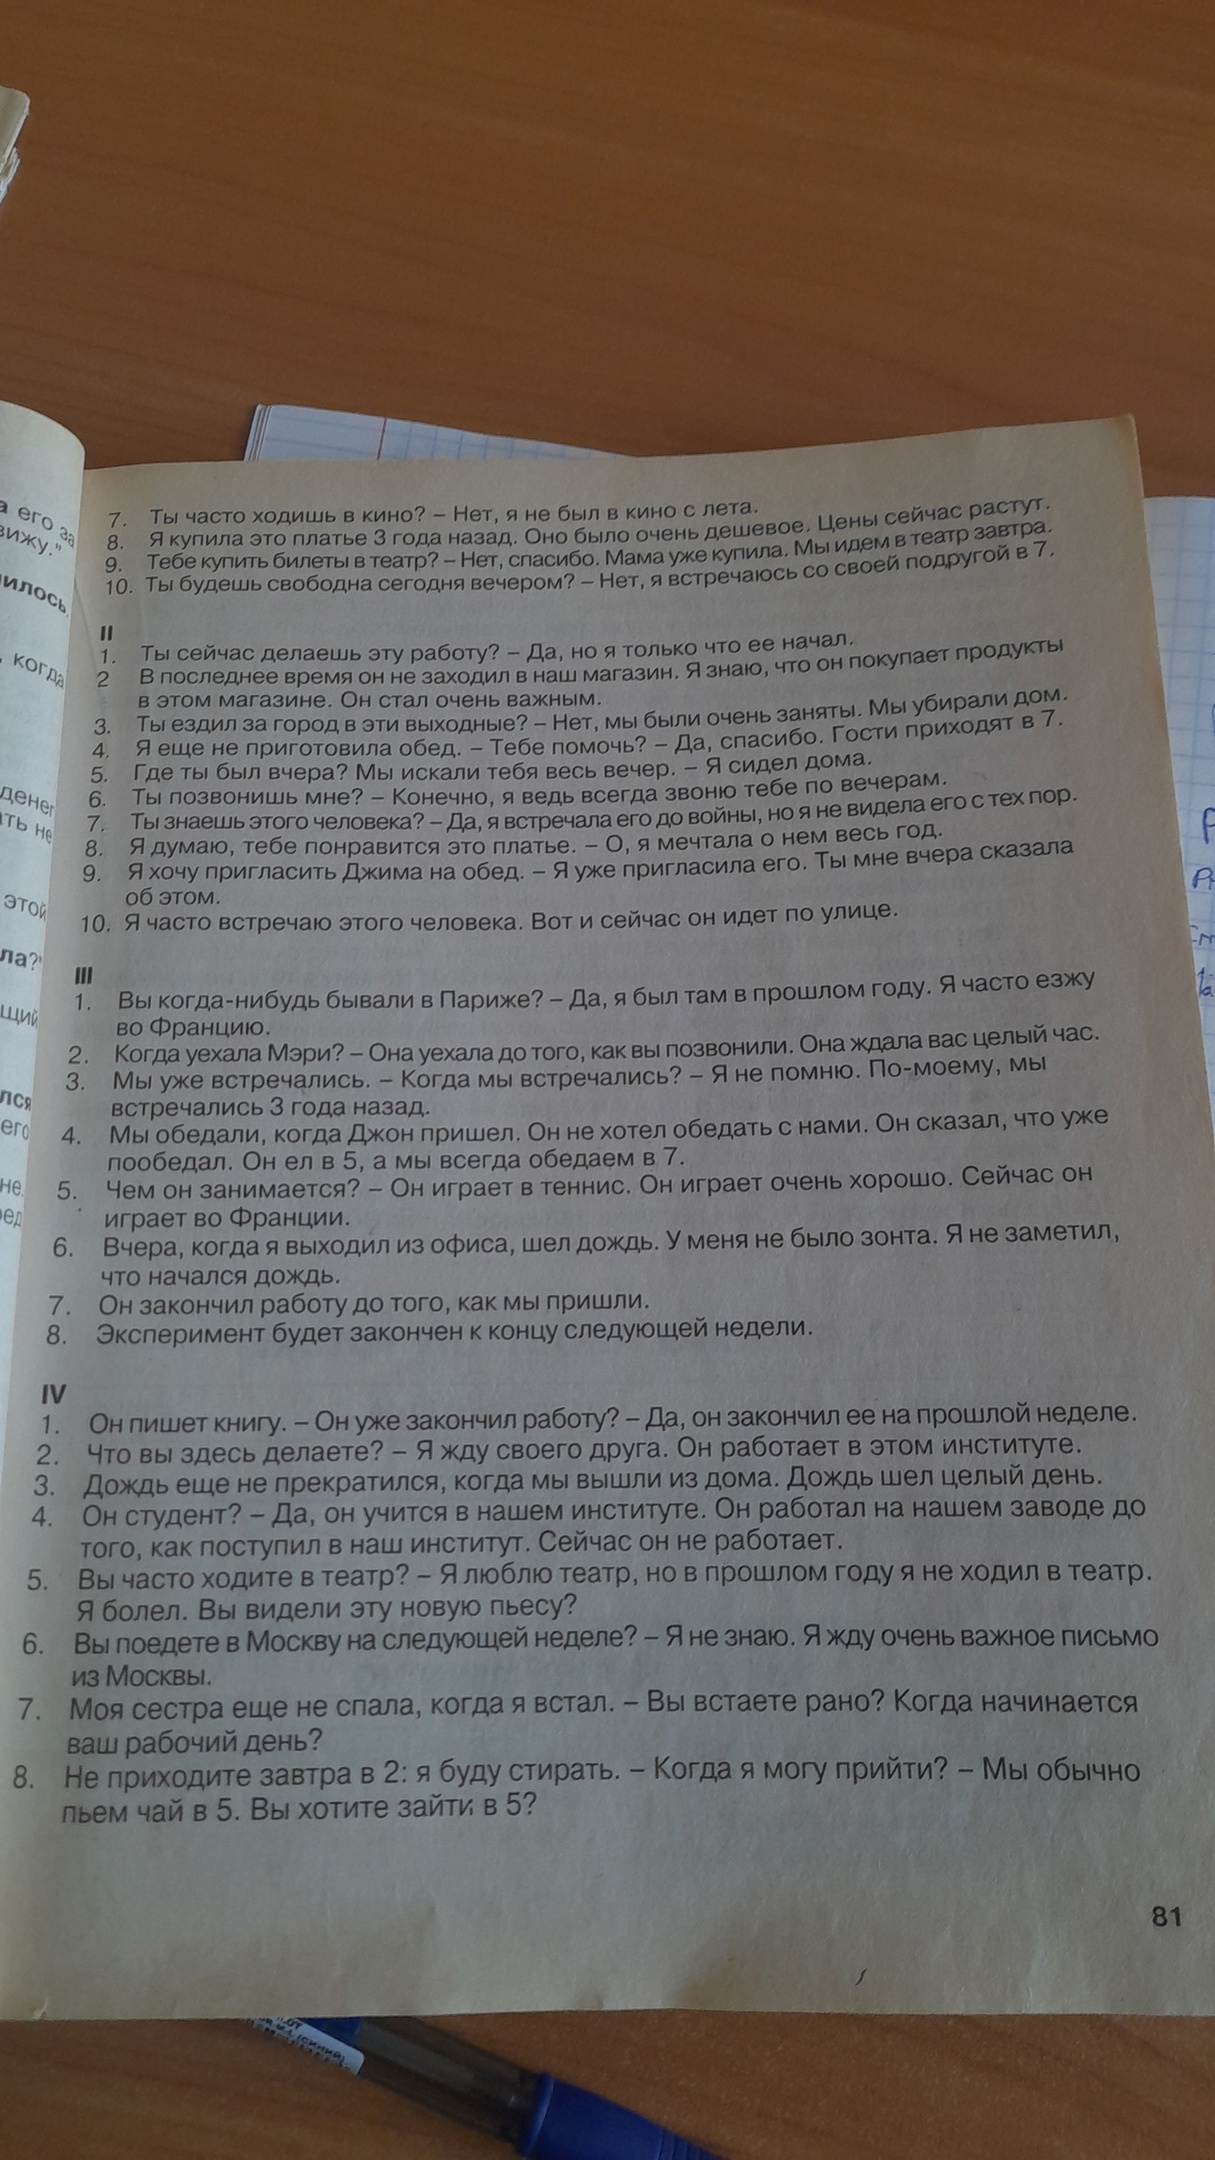 7. Ты часто ходишь в кино? – Нет, я не был в кино с лета.
8. Я купила это платье 3 года назад. Оно было очень дешевое. Цены сейчас растут.
9. Тебе купить билеты в театр? – Нет, спасибо. Мама уже купила. Мы идем в театр завтра.
10. Ты будешь свободна сегодня вечером? – Нет, я встречаюсь со своей подругой в 7.
II
1. Ты сейчас делаешь эту работу? – Да, но я только что ее начал.
2 В последнее время он не заходил в наш магазин. Я знаю, что он покупает продукты
в этом магазине. Он стал очень важным.
3. Ты ездил за город в эти выходные? – Нет, мы были очень заняты. Мы убирали дом.
4. Я еще не приготовила обед. – Тебе помочь? – Да, спасибо. Гости приходят в 7.
5. Где ты был вчера? Мы искали тебя весь вечер. – Я сидел дома.
6. Ты позвонишь мне? – Конечно, я ведь всегда звоню тебе по вечерам.
7. Ты знаешь этого человека? – Да, я встречала его до войны, но я не видела его с тех пор.
8. Я думаю, тебе понравится это платье. – О, я мечтала о нем весь год.
9. Я хочу пригласить Джима на обед. – Я уже пригласила его. Ты мне вчера сказала
об этом.
10. Я часто встречаю этого человека. Вот и сейчас он идет по улице.
III
1. Вы когда-нибудь бывали в Париже? – Да, я был там в прошлом году. Я часто езжу
во Францию.
2. Когда уехала Мэри? – Она уехала до того, как вы позвонили. Она ждала вас целый час.
3. Мы уже встречались. – Когда мы встречались? – Я не помню. По-моему, мы
встречались 3 года назад.
4. Мы обедали, когда Джон пришел. Он не хотел обедать с нами. Он сказал, что уже
пообедал. Он ел в 5, а мы всегда обедаем в 7.
5. Чем он занимается? – Он играет в теннис. Он играет очень хорошо. Сейчас он
играет во Франции.
6. Вчера, когда я выходил из офиса, шел дождь. У меня не было зонта. Я не заметил,
что начался дождь.
7. Он закончил работу до того, как мы пришли.
8. Эксперимент будет закончен к концу следующей недели.
IV
1. Он пишет книгу. – Он уже закончил работу? – Да, он закончил ее на прошлой неделе.
2. Что вы здесь делаете? – Я жду своего друга. Он работает в этом институте.
3. Дождь еще не прекратился, когда мы вышли из дома. Дождь шел целый день.
4. Он студент? – Да, он учится в нашем институте. Он работал на нашем заводе до
того, как поступил в наш институт. Сейчас он не работает.
5. Вы часто ходите в театр? – Я люблю театр, но в прошлом году я не ходил в театр.
Я болел. Вы видели эту новую пьесу?
6. Вы поедете в Москву на следующей неделе? – Я не знаю. Я жду очень важное письмо
из Москвы.
7. Моя сестра еще не спала, когда я встал. – Вы встаете рано? Когда начинается
ваш рабочий день?
8. Не приходите завтра в 2: я буду стирать. – Когда я могу прийти? – Мы обычно
пьем чай в 5. Вы хотите зайти в 5?
81